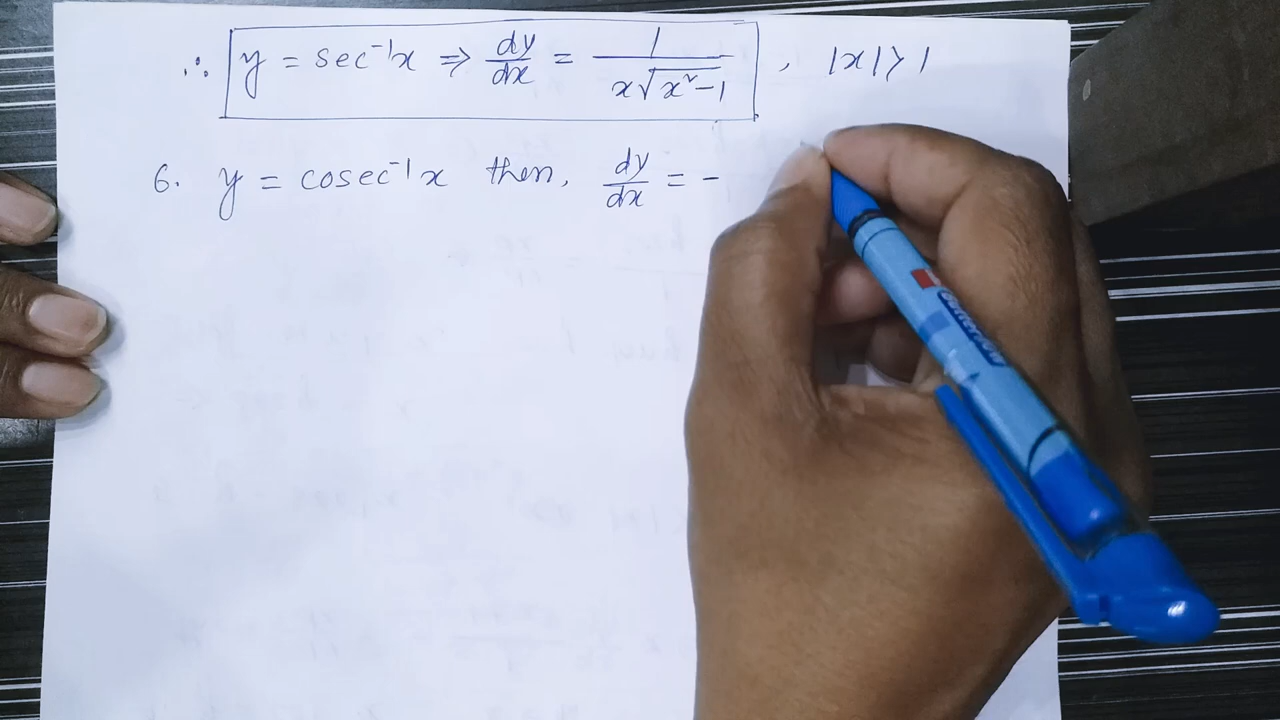 ∴ y = sec⁻¹x ⇒ dy/dx = 1/(x√(x²-1)) , |x| > 1
6. y = cosec⁻¹x then, dy/dx = -